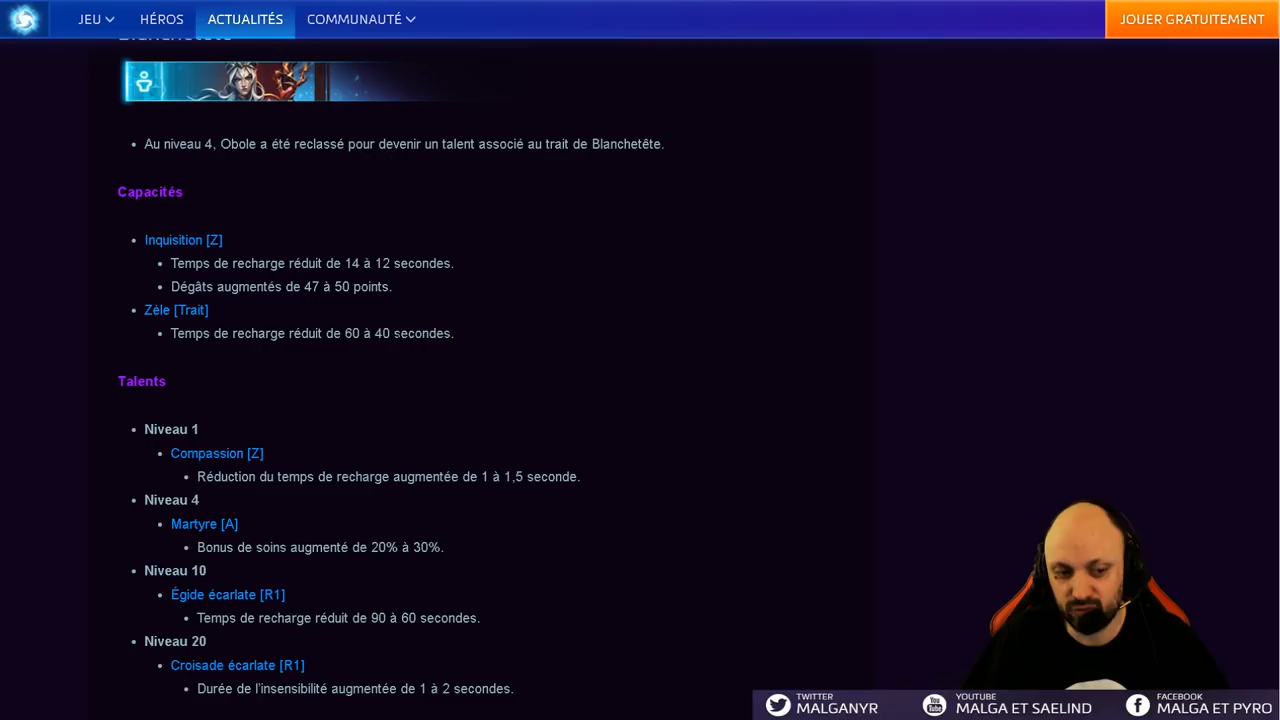 JEU HÉROS ACTUALITÉS COMMUNAUTÉ JOUER GRATUITEMENT
Blanchetête
Au niveau 4, Obole a été reclassé pour devenir un talent associé au trait de Blanchetête.
Capacités
Inquisition [Z]
Temps de recharge réduit de 14 à 12 secondes.
Dégâts augmentés de 47 à 50 points.
Zèle [Trait]
Temps de recharge réduit de 60 à 40 secondes.
Talents
Niveau 1
Compassion [Z]
Réduction du temps de recharge augmentée de 1 à 1,5 seconde.
Niveau 4
Martyre [A]
Bonus de soins augmenté de 20% à 30%.
Niveau 10
Égide écarlate [R1]
Temps de recharge réduit de 90 à 60 secondes.
Niveau 20
Croisade écarlate [R1]
Durée de l'insensibilité augmentée de 1 à 2 secondes.
TWITTER
MALGANYR
YOUTUBE
MALGA ET SAELIND
FACEBOOK
MALGA ET PYRO